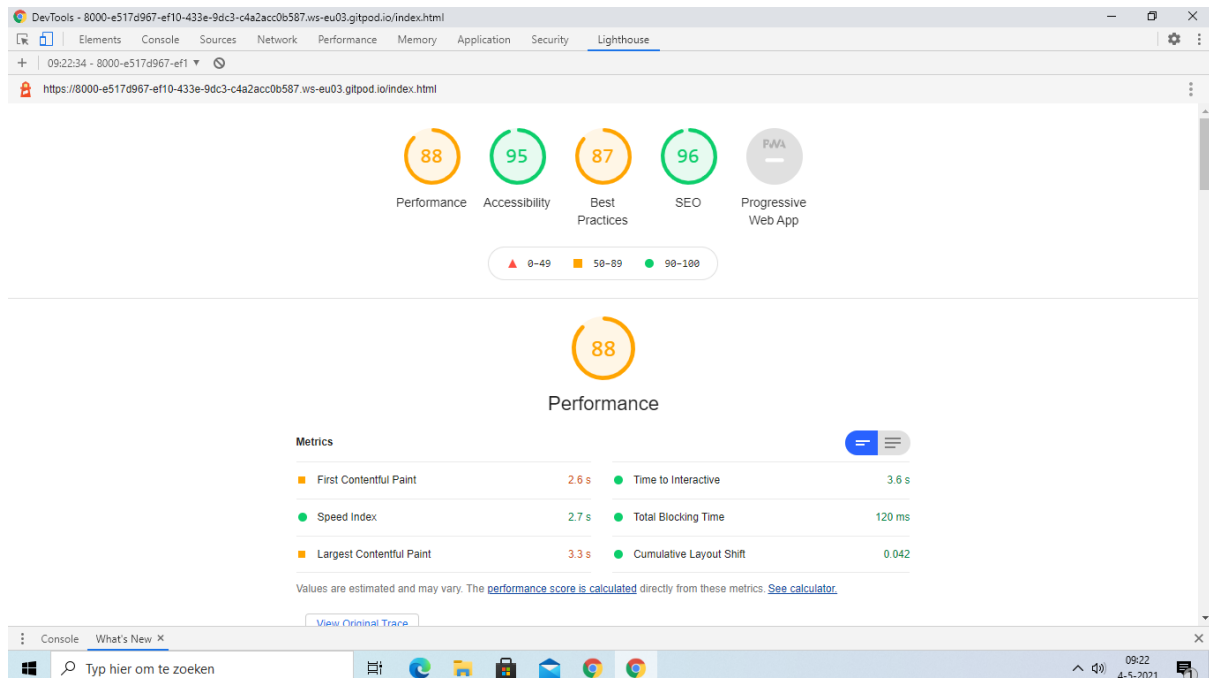 DevTools - 8000-e517d967-ef10-433e-9dc3-c4a2acc0b587.ws-eu03.gitpod.io/index.html
Elements Console Sources Network Performance Memory Application Security Lighthouse
09:22:34 - 8000-e517d967-ef1
https://8000-e517d967-ef10-433e-9dc3-c4a2acc0b587.ws-eu03.gitpod.io/index.html
88 95 87 96 PWA
Performance Accessibility Best Practices SEO Progressive Web App
0-49 50-89 90-100
88
Performance
Metrics
First Contentful Paint 2.6 s Time to Interactive 3.6 s
Speed Index 2.7 s Total Blocking Time 120 ms
Largest Contentful Paint 3.3 s Cumulative Layout Shift 0.042
Values are estimated and may vary. The performance score is calculated directly from these metrics. See calculator.
View Original Trace
Console What's New
Typ hier om te zoeken
09:22
4-5-2021
1